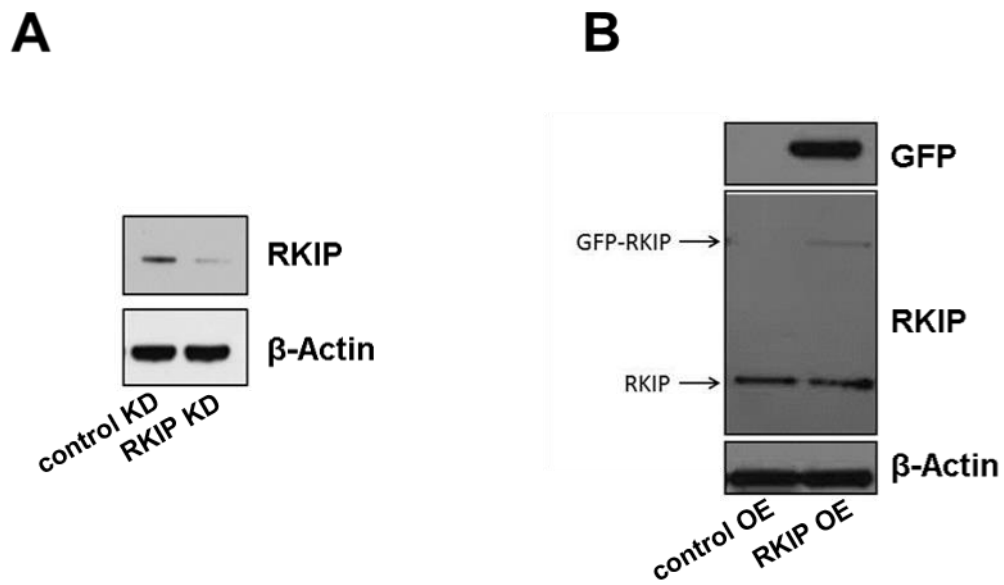 A
RKIP
β-Actin
control KD
RKIP KD
B
GFP
GFP-RKIP
RKIP
RKIP
β-Actin
control OE
RKIP OE